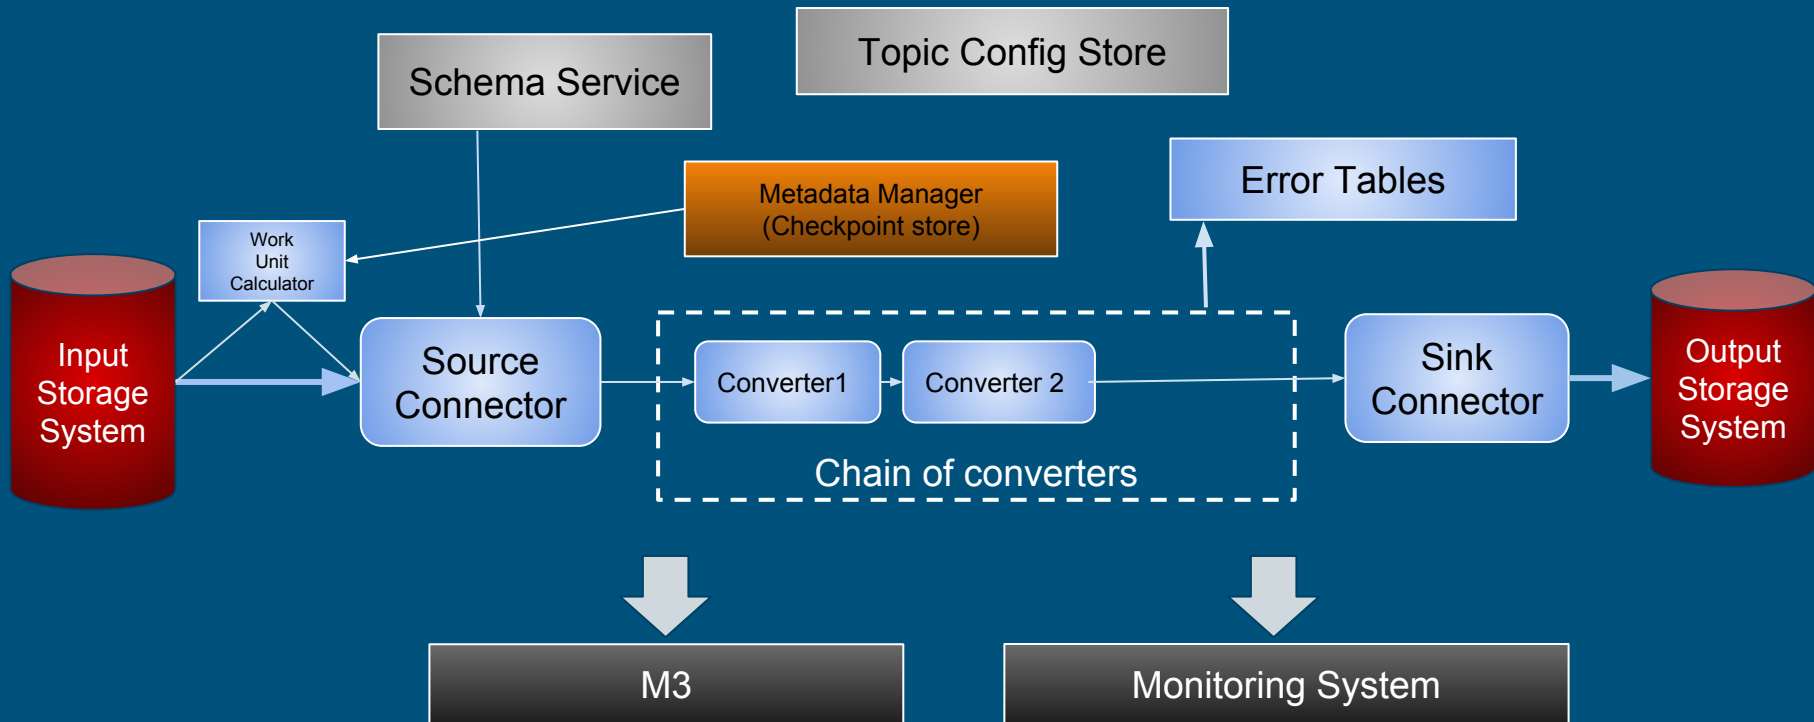 Topic Config Store
Schema Service
Error Tables
Metadata Manager
(Checkpoint store)
Work
Unit
Calculator
Input
Storage
System
Source
Connector
Converter1
Converter 2
Chain of converters
Sink
Connector
Output
Storage
System
M3
Monitoring System